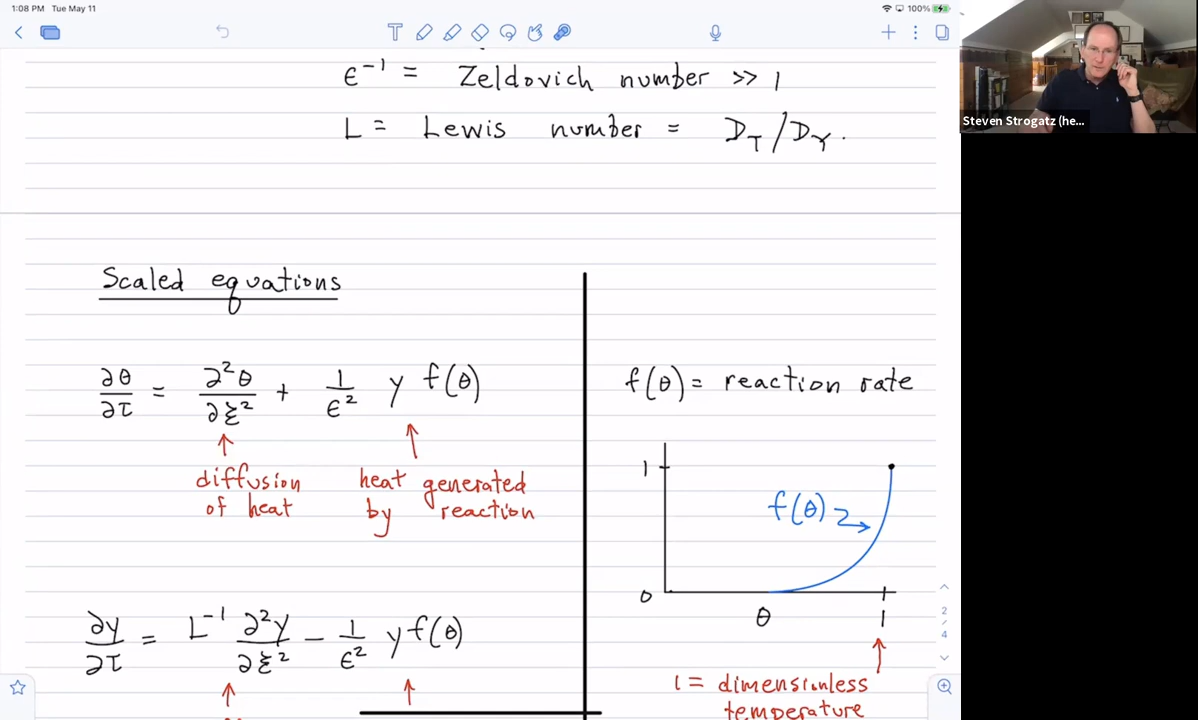 1:08 PM Tue May 11
100%
T
Steven Strogatz (he...
ϵ⁻¹ = Zeldovich number ≫ 1
L = Lewis number = D_T/D_Y.
Scaled equations
∂θ/∂τ = ∂²θ/∂ξ² + 1/ϵ² y f(θ)
↑ ↑
diffusion of heat
heat generated by reaction
∂y/∂τ = L⁻¹ ∂²y/∂ξ² − 1/ϵ² y f(θ)
↑ ↑
f(θ) = reaction rate
1
f(θ)
0
θ
1
↑
1 = dimensionless
temperature
2
/
4